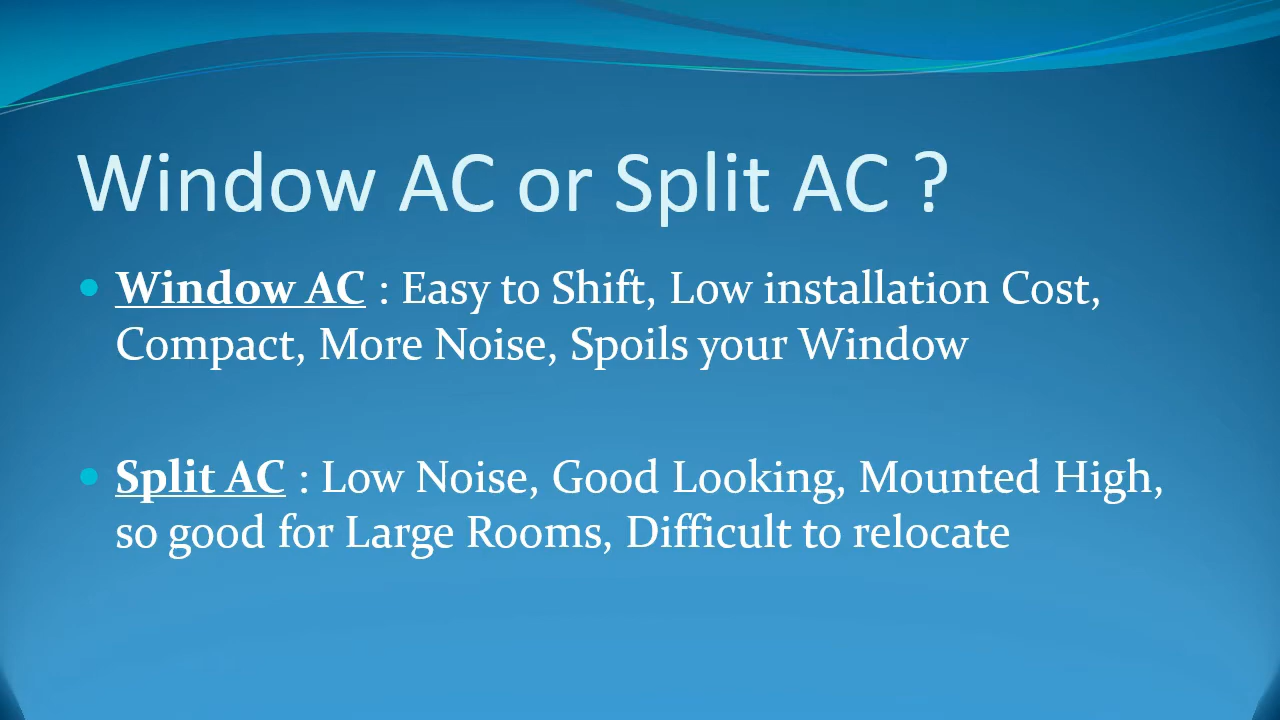 Window AC or Split AC ?
Window AC : Easy to Shift, Low installation Cost,
Compact, More Noise, Spoils your Window
Split AC : Low Noise, Good Looking, Mounted High,
so good for Large Rooms, Difficult to relocate